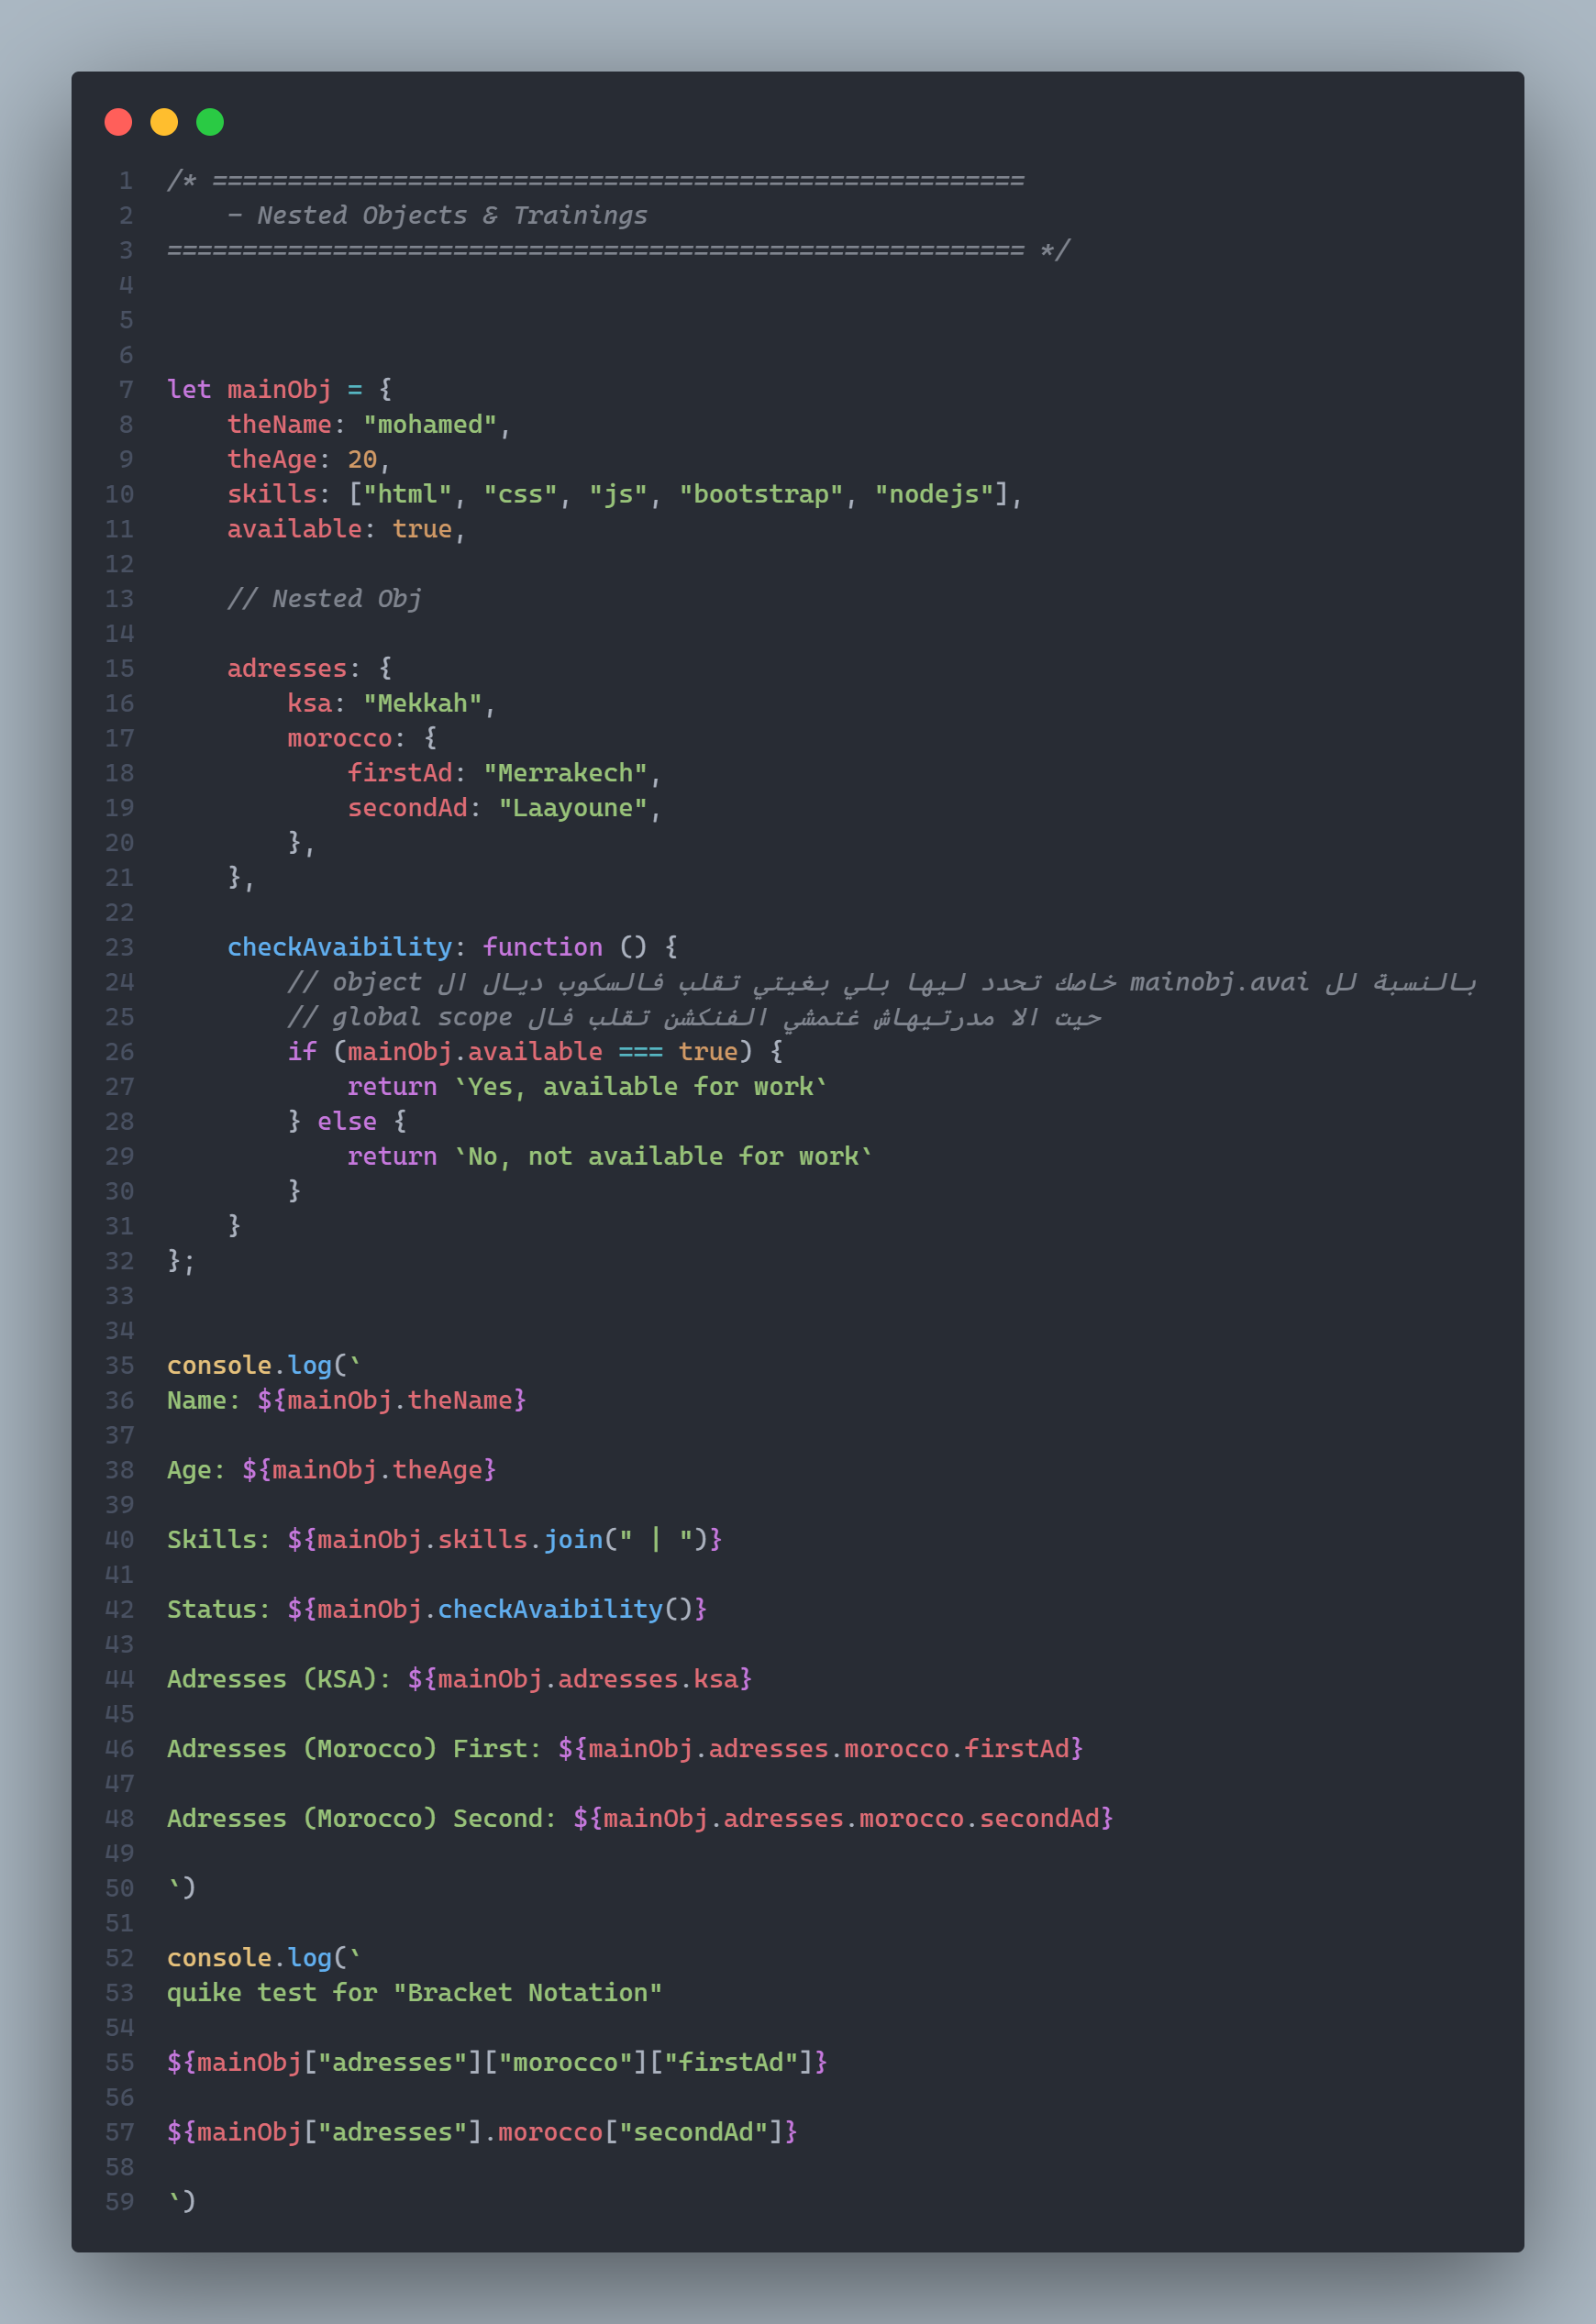 1 /* ======================================================
2     - Nested Objects & Trainings
3 ========================================================= */
4
5
6
7 let mainObj = {
8     theName: "mohamed",
9     theAge: 20,
10     skills: ["html", "css", "js", "bootstrap", "nodejs"],
11     available: true,
12
13     // Nested Obj
14
15     adresses: {
16         ksa: "Mekkah",
17         morocco: {
18             firstAd: "Merrakech",
19             secondAd: "Laayoune",
20         },
21     },
22
23     checkAvaibility: function () {
24         // object بالنسبة لل mainobj.avai خاصك تحدد ليها بلي بغيتي تقلب فالسكوب ديال ال
25         // global scope حيت الا مدرتيهاش غتمشي الفنكشن تقلب فال
26         if (mainObj.available === true) {
27             return `Yes, available for work`
28         } else {
29             return `No, not available for work`
30         }
31     }
32 };
33
34
35 console.log(`
36 Name: ${mainObj.theName}
37
38 Age: ${mainObj.theAge}
39
40 Skills: ${mainObj.skills.join(" | ")}
41
42 Status: ${mainObj.checkAvaibility()}
43
44 Adresses (KSA): ${mainObj.adresses.ksa}
45
46 Adresses (Morocco) First: ${mainObj.adresses.morocco.firstAd}
47
48 Adresses (Morocco) Second: ${mainObj.adresses.morocco.secondAd}
49
50 `)
51
52 console.log(`
53 quike test for "Bracket Notation"
54
55 ${mainObj["adresses"]["morocco"]["firstAd"]}
56
57 ${mainObj["adresses"].morocco["secondAd"]}
58
59 `)